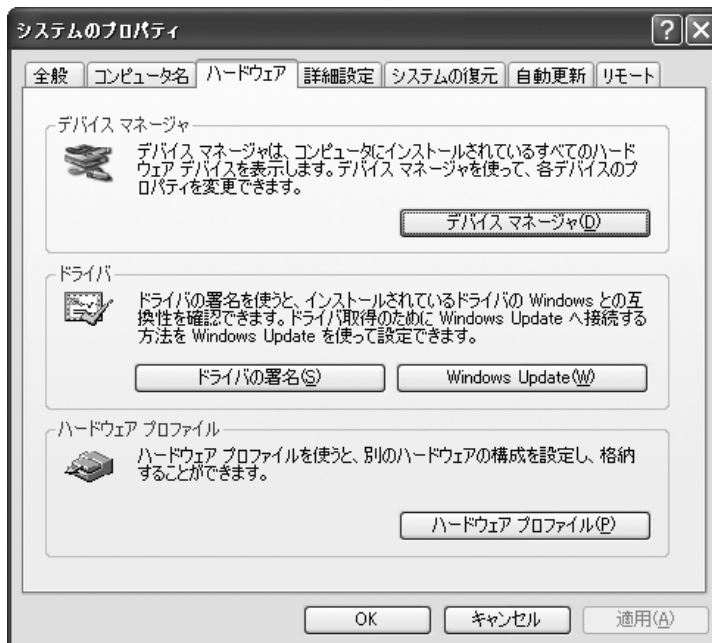 システムのプロパティ
全般 コンピュータ名 ハードウェア 詳細設定 システムの復元 自動更新 リモート
デバイス マネージャ
デバイス マネージャは、コンピュータにインストールされているすべてのハード
ウェア デバイスを表示します。デバイス マネージャを使って、各デバイスのプ
ロパティを変更できます。
デバイス マネージャ(D)
ドライバ
ドライバの署名を使うと、インストールされているドライバの Windows との互
換性を確認できます。ドライバ取得のために Windows Update へ接続する
方法を Windows Update を使って設定できます。
ドライバの署名(S) Windows Update(W)
ハードウェア プロファイル
ハードウェア プロファイルを使うと、別のハードウェアの構成を設定し、格納
することができます。
ハードウェア プロファイル(P)
OK キャンセル 適用(A)